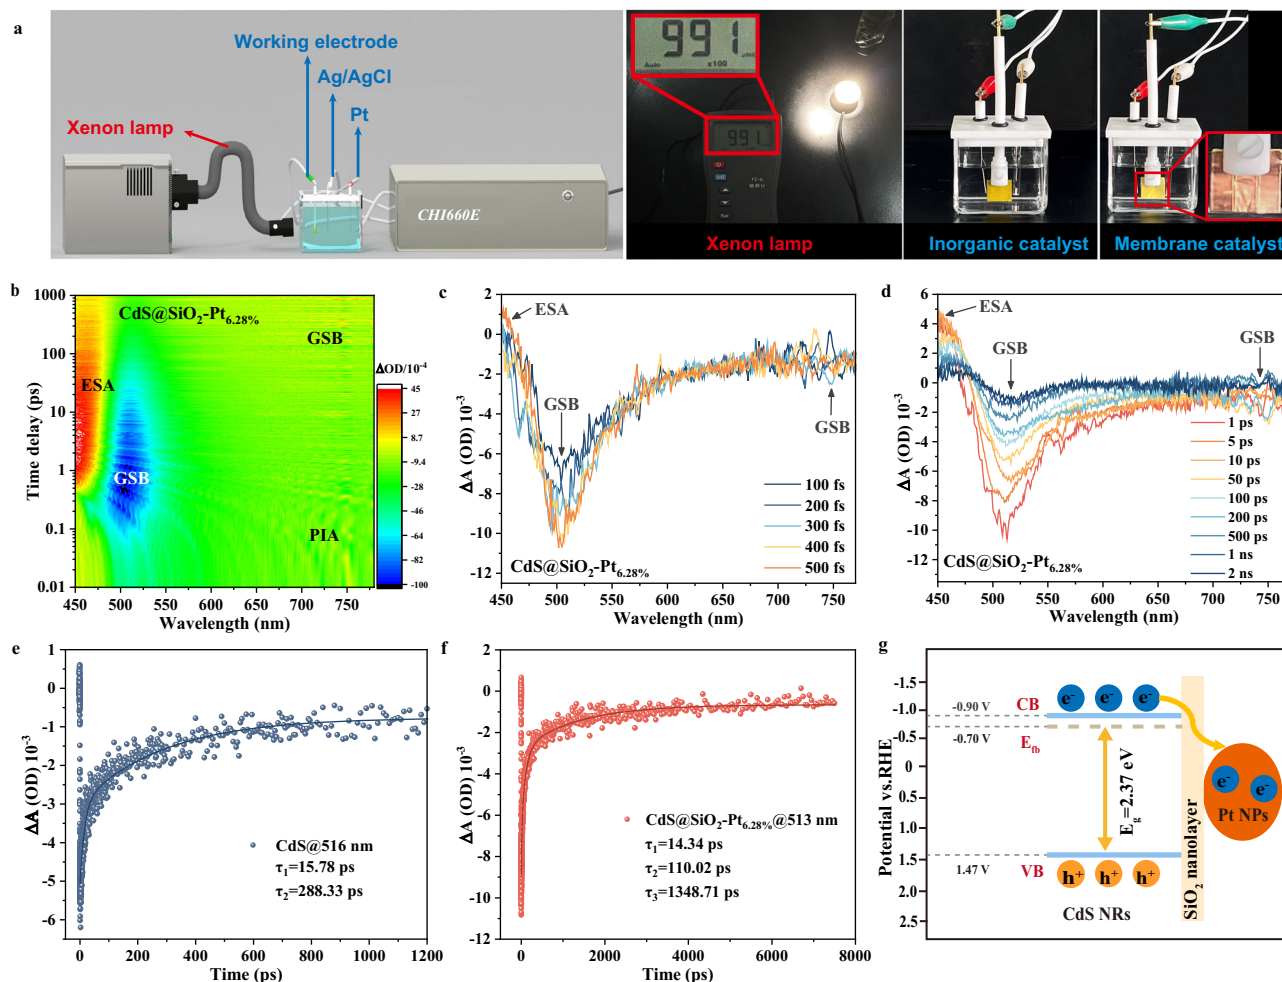 a
Working electrode
Ag/AgCl
Pt
Xenon lamp
CHI660E
991
Auto
x100
991
Xenon lamp
Inorganic catalyst
Membrane catalyst
b
CdS@SiO₂-Pt₆.₂₈%
GSB
ESA
GSB
PIA
Time delay (ps)
1000
100
10
1
0.1
0.01
450 500 550 600 650 700 750
Wavelength (nm)
ΔOD/10⁻⁴
45
27
8.7
-9.4
-28
-46
-64
-82
-100
c
ESA
GSB
GSB
ΔA (OD) 10⁻³
2
0
-2
-4
-6
-8
-10
-12
100 fs
200 fs
300 fs
400 fs
500 fs
CdS@SiO₂-Pt₆.₂₈%
450 500 550 600 650 700 750
Wavelength (nm)
d
ESA
GSB
GSB
ΔA (OD) 10⁻³
6
4
2
0
-2
-4
-6
-8
-10
-12
1 ps
5 ps
10 ps
50 ps
100 ps
200 ps
500 ps
1 ns
2 ns
CdS@SiO₂-Pt₆.₂₈%
450 500 550 600 650 700 750
Wavelength (nm)
e
ΔA (OD) 10⁻³
1
0
-1
-2
-3
-4
-5
-6
CdS@516 nm
τ₁=15.78 ps
τ₂=288.33 ps
0 200 400 600 800 1000 1200
Time (ps)
f
ΔA (OD) 10⁻³
2
0
-2
-4
-6
-8
-10
-12
CdS@SiO₂-Pt₆.₂₈%@513 nm
τ₁=14.34 ps
τ₂=110.02 ps
τ₃=1348.71 ps
0 2000 4000 6000 8000
Time (ps)
g
Potential vs.RHE
-1.5
-1.0
-0.5
0
0.5
1.0
1.5
2.0
2.5
-0.90 V
-0.70 V
1.47 V
CB
E_fb
VB
e⁻ e⁻ e⁻
E_g=2.37 eV
h⁺ h⁺ h⁺
CdS NRs
SiO₂ nanolayer
e⁻ e⁻
Pt NPs